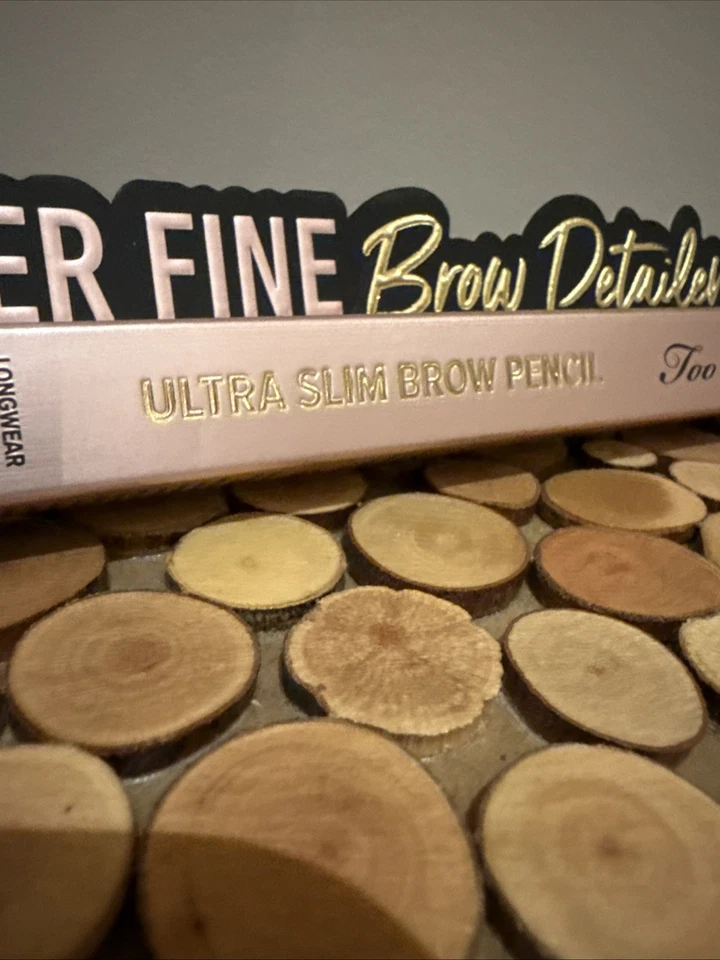 ER FINE Brow Detailer
LONGWEAR
ULTRA SLIM BROW PENCIL
Too